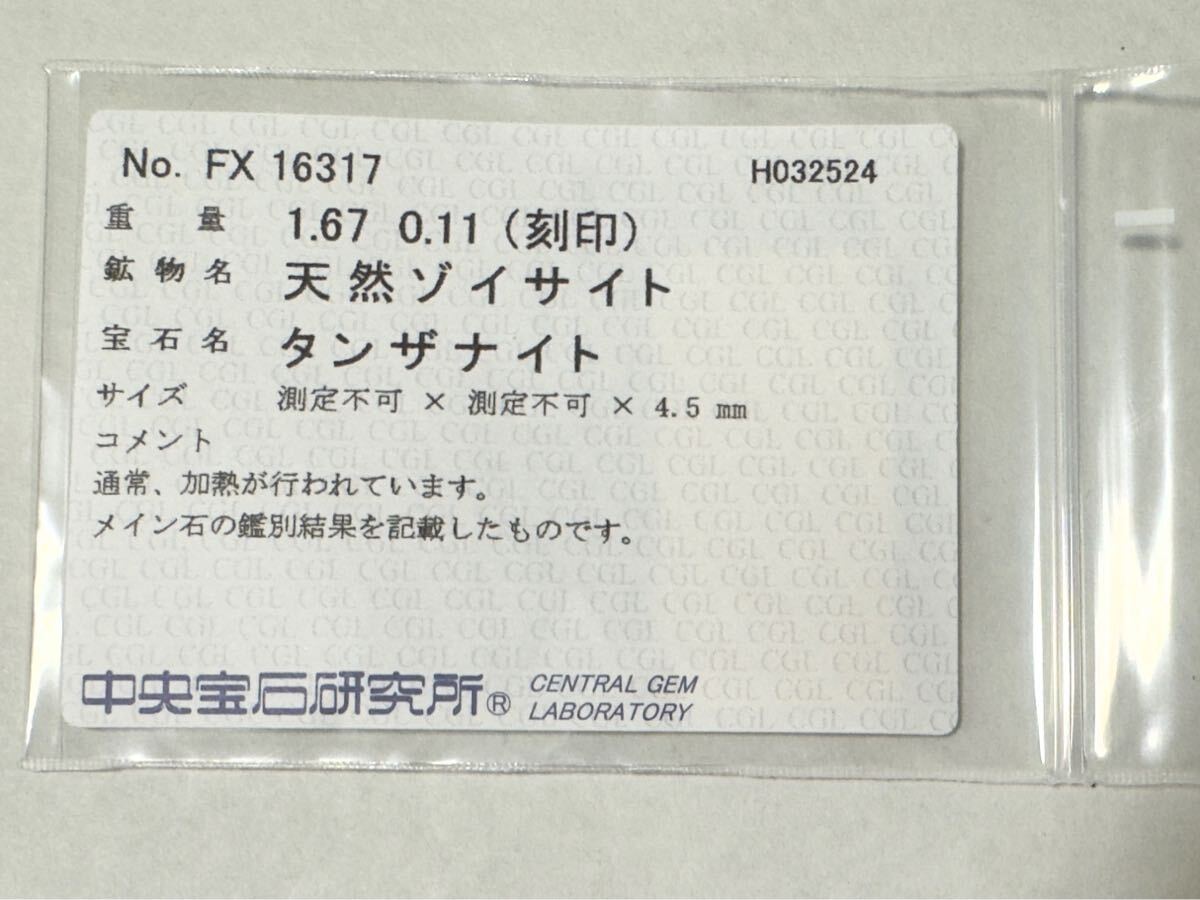 No. FX 16317 H032524
重 量 1.67 0.11 (刻印)
鉱物名 天然ゾイサイト
宝石名 タンザナイト
サイズ 測定不可 × 測定不可 × 4.5 mm
コメント
通常、加熱が行われています。
メイン石の鑑別結果を記載したものです。
中央宝石研究所® CENTRAL GEM
LABORATORY